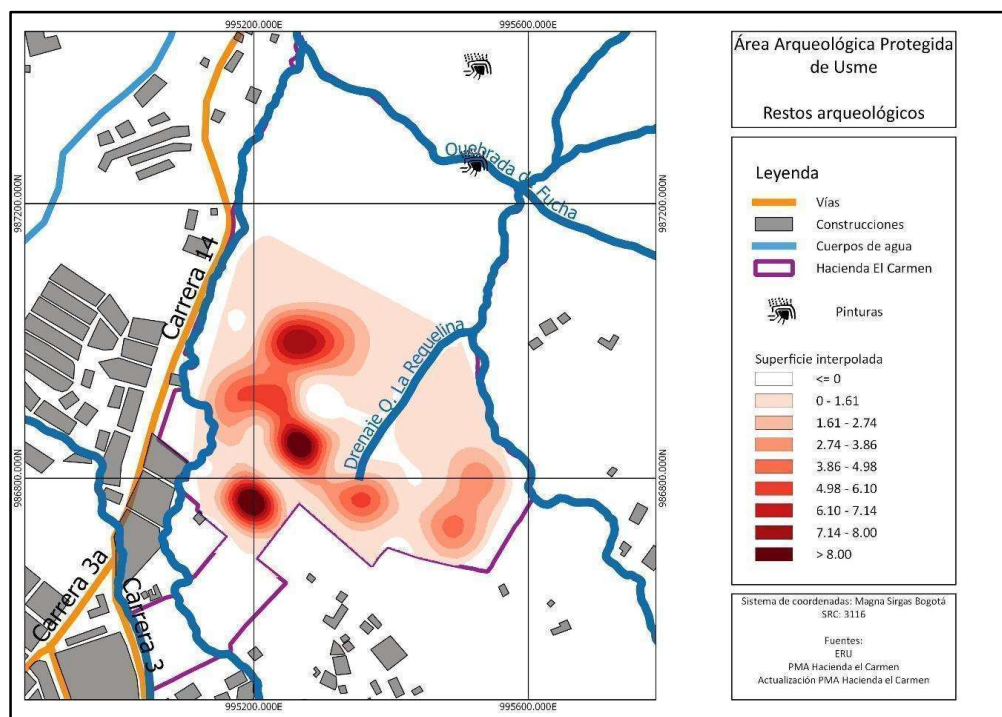 995200.000E
995600.000E
987200.000N
987200.000N
986800.000N
986800.000N
995200.000E
995600.000E
Quebrada de Fucha
Carrera 14
Drenaje Q. La Requelina
Carrera 3a
Carrera 3
Área Arqueológica Protegida
de Usme
Restos arqueológicos
Leyenda
Vías
Construcciones
Cuerpos de agua
Hacienda El Carmen
Pinturas
Superficie interpolada
<= 0
0 - 1.61
1.61 - 2.74
2.74 - 3.86
3.86 - 4.98
4.98 - 6.10
6.10 - 7.14
7.14 - 8.00
> 8.00
Sistema de coordenadas: Magna Sirgas Bogotá
SRC: 3116
Fuentes:
ERU
PMA Hacienda el Carmen
Actualización PMA Hacienda el Carmen